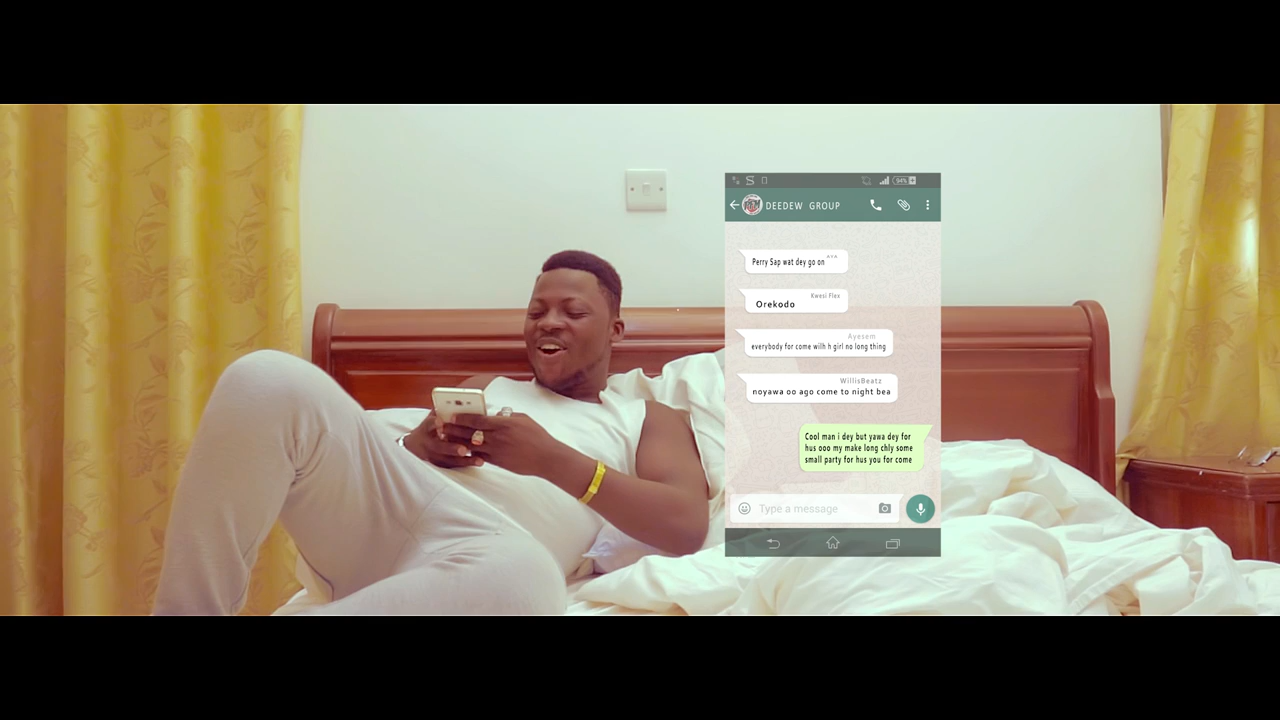 94%
DEEDEW GROUP
Perry Sap wat dey go on
Kwesi Flex
Orekodo
Ayesem
everybody for come wilh h girl no long thing
WillisBeatz
noyawa oo ago come to night bea
Cool man i dey but yawa dey for
hus ooo my make long chly some
small party for hus you for come
Type a message